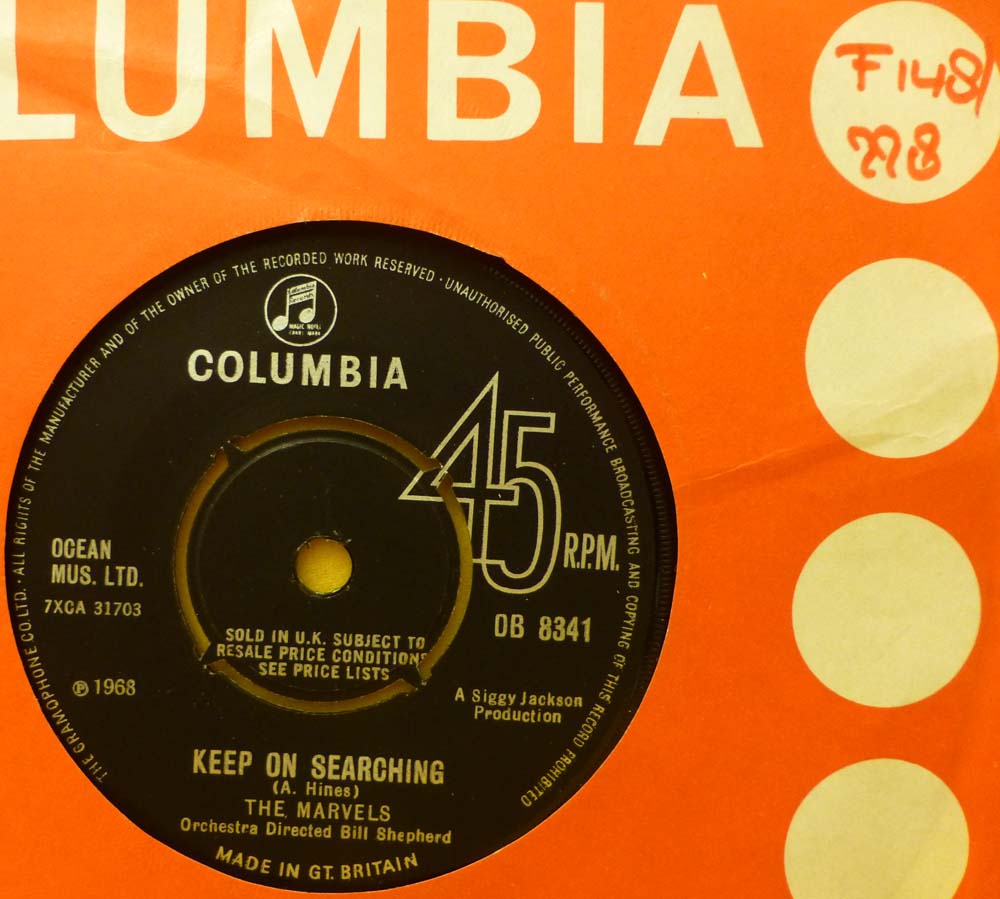 LUMBIA
F148
THE GRAMOPHONE CO. LTD. · ALL RIGHTS OF THE MANUFACTURER AND OF THE OWNER OF THE RECORDED WORK RESERVED · UNAUTHORISED PUBLIC PERFORMANCE BROADCASTING AND COPYING OF THIS RECORD PROHIBITED
COLUMBIA
45
R.P.M.
OCEAN
MUS. LTD.
7XCA 31703
DB 8341
SOLD IN U.K. SUBJECT TO
RESALE PRICE CONDITIONS
SEE PRICE LISTS
℗ 1968
A Siggy Jackson
Production
KEEP ON SEARCHING
(A. Hines)
THE MARVELS
Orchestra Directed Bill Shepherd
MADE IN GT. BRITAIN